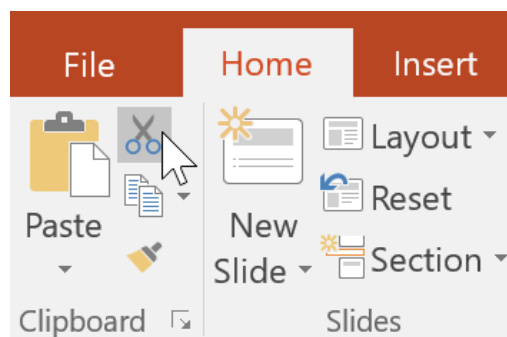 File Home Insert
Paste
New
Slide
Layout
Reset
Section
Clipboard
Slides